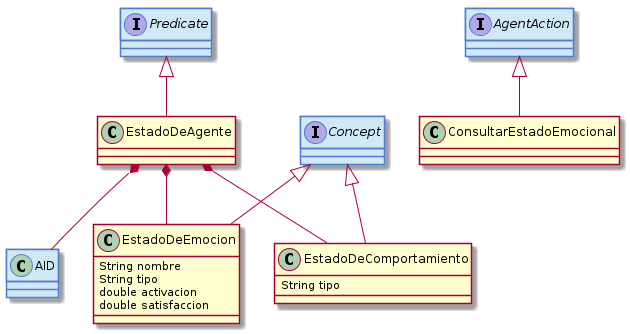 I Predicate
I AgentAction
C EstadoDeAgente
I Concept
C ConsultarEstadoEmocional
C AID
C EstadoDeEmocion
String nombre
String tipo
double activacion
double satisfaccion
C EstadoDeComportamiento
String tipo